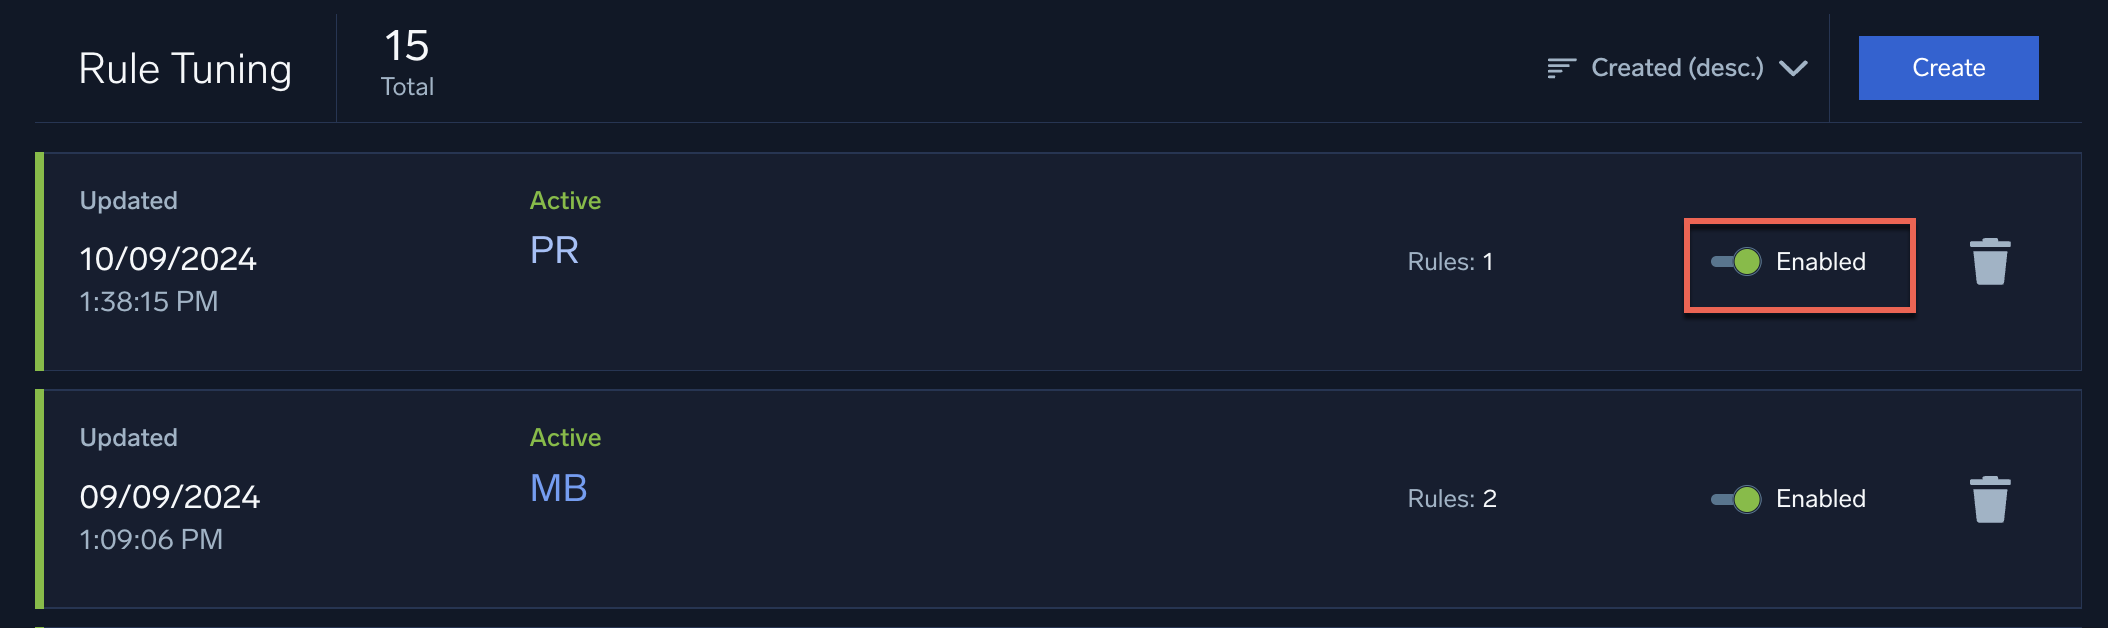 Rule Tuning
15
Total
Created (desc.)
Create
Updated
10/09/2024
1:38:15 PM
Active
PR
Rules: 1
Enabled
Updated
09/09/2024
1:09:06 PM
Active
MB
Rules: 2
Enabled